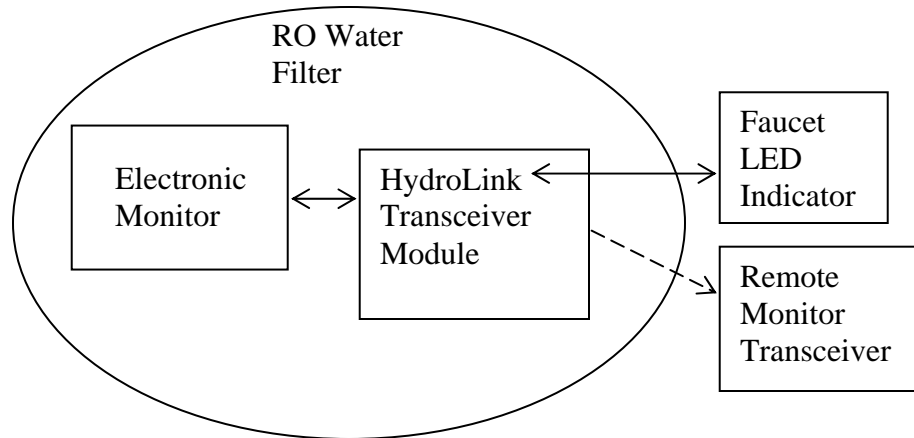 RO Water
Filter
Electronic
Monitor
HydroLink
Transceiver
Module
Faucet
LED
Indicator
Remote
Monitor
Transceiver